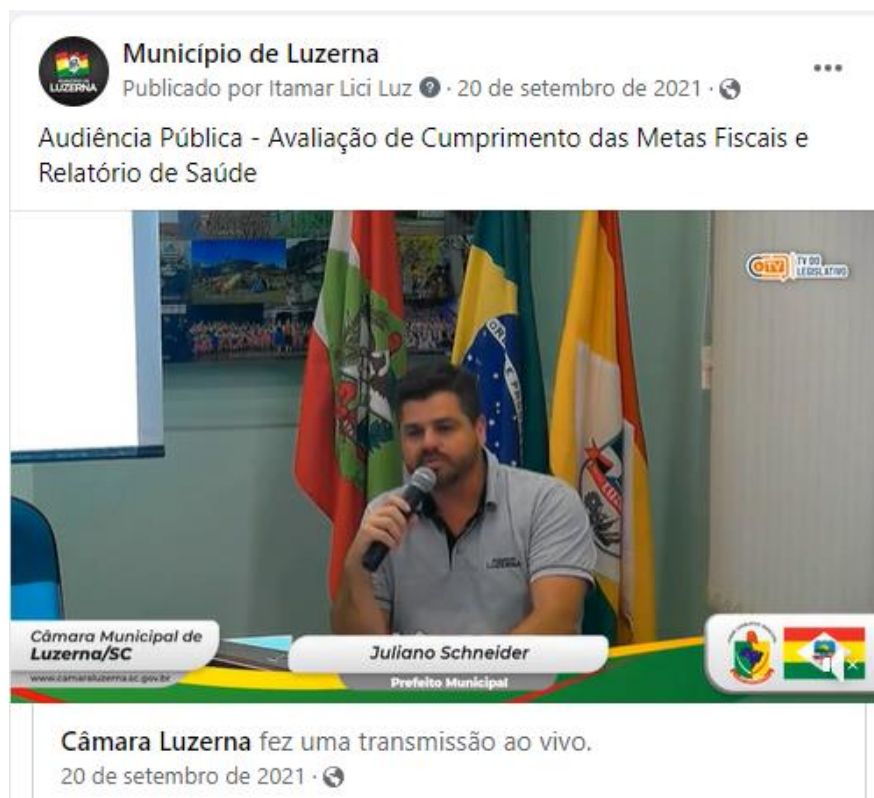 Município de Luzerna
Publicado por Itamar Lici Luz · 20 de setembro de 2021 ·
Audiência Pública - Avaliação de Cumprimento das Metas Fiscais e
Relatório de Saúde
TV DO
LEGISLATIVO
OTV
LUZERNA
Câmara Municipal de
Luzerna/SC
www.camaraluzerna.sc.gov.br
Juliano Schneider
Prefeito Municipal
Câmara Luzerna fez uma transmissão ao vivo.
20 de setembro de 2021 ·